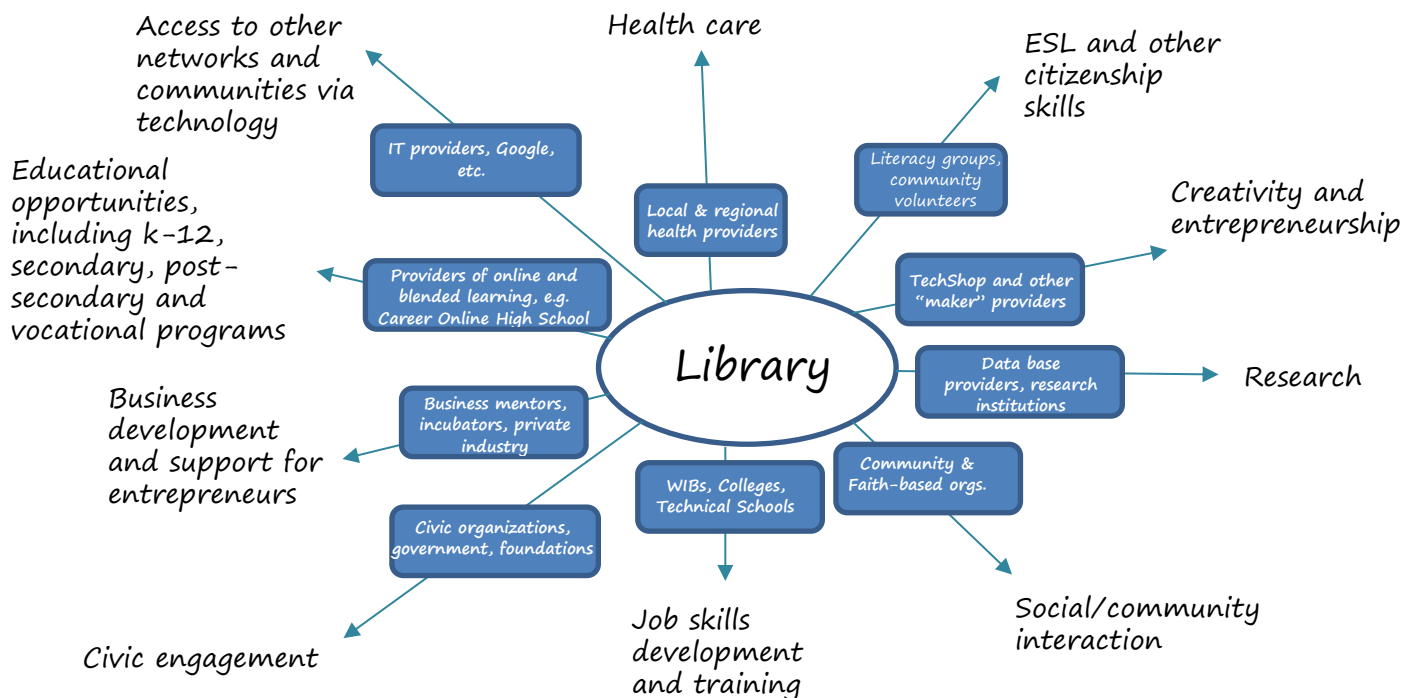 Access to other
networks and
communities via
technology
Health care
ESL and other
citizenship
skills
IT providers, Google,
etc.
Literacy groups,
community
volunteers
Educational
opportunities,
including k-12,
secondary, post-
secondary and
vocational programs
Local & regional
health providers
Creativity and
entrepreneurship
Providers of online and
blended learning, e.g.
Career Online High School
TechShop and other
“maker” providers
Library
Data base
providers, research
institutions
Research
Business
development
and support for
entrepreneurs
Business mentors,
incubators, private
industry
WIBs, Colleges,
Technical Schools
Community &
Faith-based orgs.
Civic organizations,
government, foundations
Civic engagement
Job skills
development
and training
Social/community
interaction